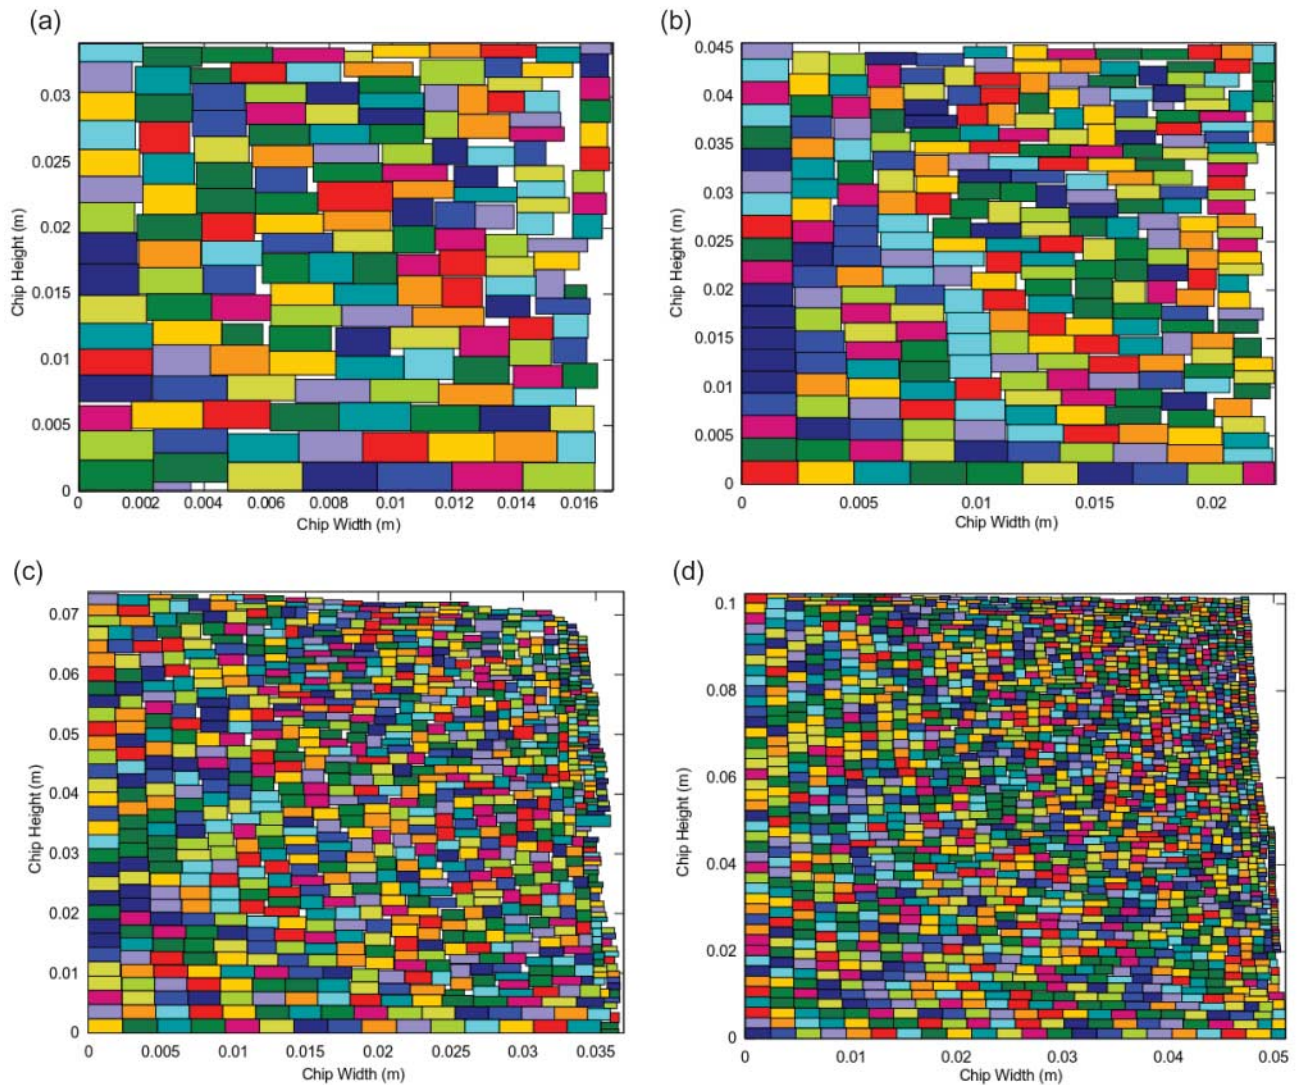 (a)
0.03
0.025
0.02
0.015
0.01
0.005
0
Chip Height (m)
0 0.002 0.004 0.006 0.008 0.01 0.012 0.014 0.016
Chip Width (m)
(b)
0.045
0.04
0.035
0.03
0.025
0.02
0.015
0.01
0.005
0
Chip Height (m)
0 0.005 0.01 0.015 0.02
Chip Width (m)
(c)
0.07
0.06
0.05
0.04
0.03
0.02
0.01
0
Chip Height (m)
0 0.005 0.01 0.015 0.02 0.025 0.03 0.035
Chip Width (m)
(d)
0.1
0.08
0.06
0.04
0.02
0
Chip Height (m)
0 0.01 0.02 0.03 0.04 0.05
Chip Width (m)